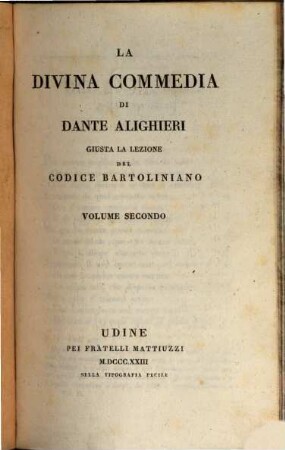 LA
DIVINA COMMEDIA
DI
DANTE ALIGHIERI
GIUSTA LA LEZIONE
DEL
CODICE BARTOLINIANO
VOLUME SECONDO
UDINE
PEI FRATELLI MATTIUZZI
M.DCCC.XXIII
NELLA TIPOGRAFIA PECILE